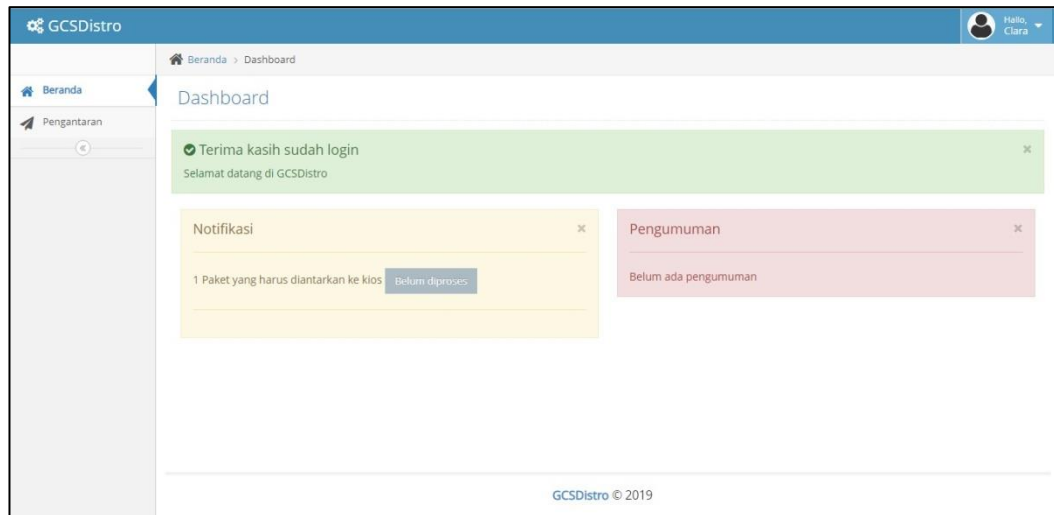 GCSDistro
Hallo,
Clara
Beranda > Dashboard
Beranda
Pengantaran
Dashboard
Terima kasih sudah login
Selamat datang di GCSDistro
Notifikasi
1 Paket yang harus diantarkan ke kios Belum diproses
Pengumuman
Belum ada pengumuman
GCSDistro © 2019